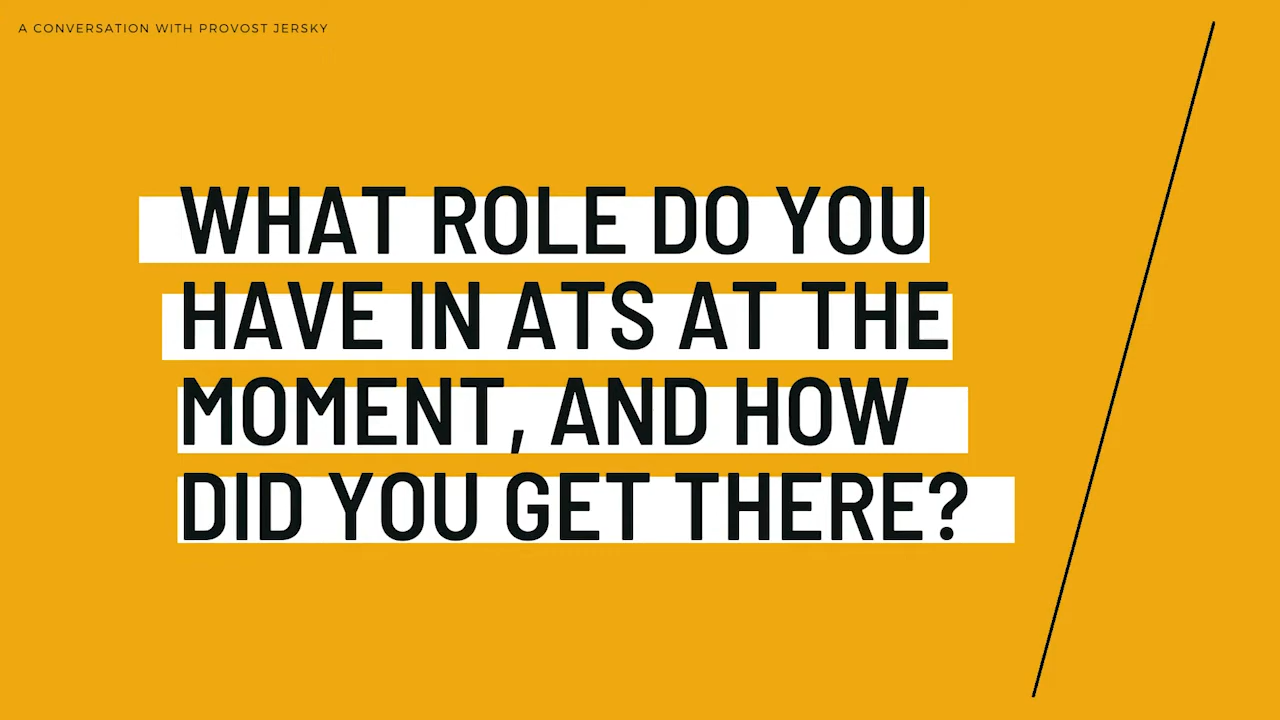 A CONVERSATION WITH PROVOST JERSKY
WHAT ROLE DO YOU
HAVE IN ATS AT THE
MOMENT, AND HOW
DID YOU GET THERE?